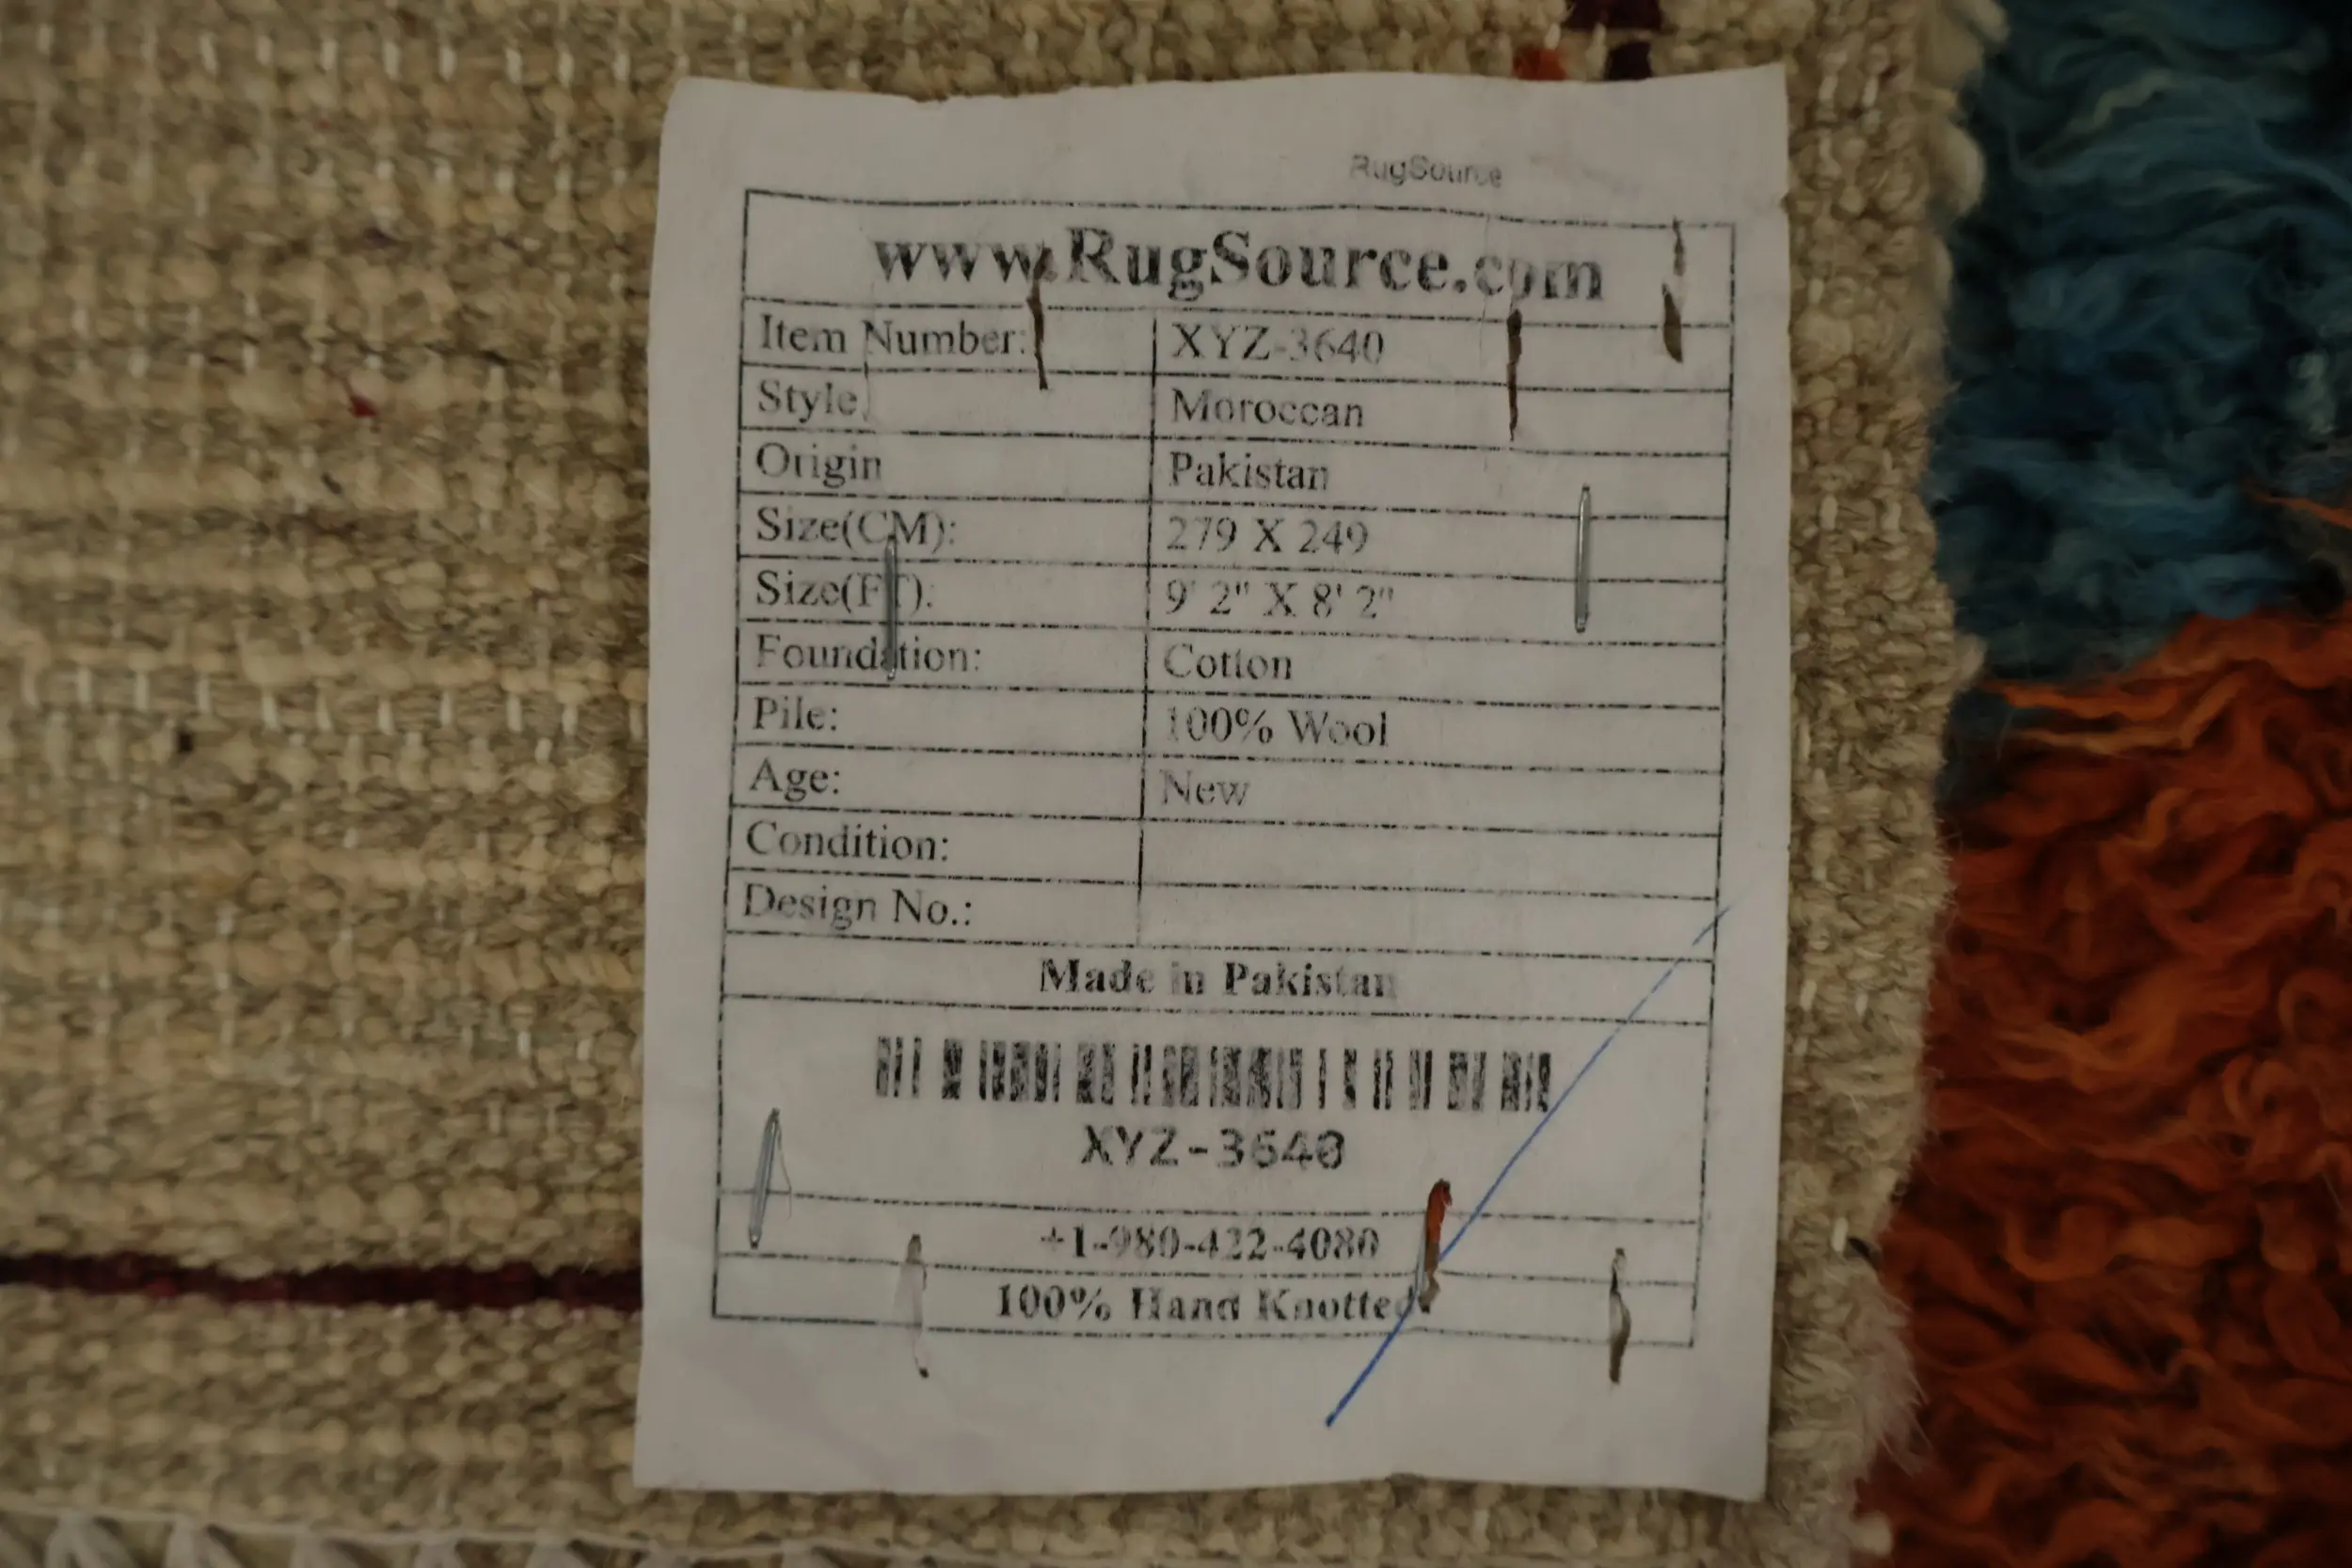 RugSource
www.RugSource.com
Item Number: XYZ-3640
Style: Moroccan
Origin Pakistan
Size(CM): 279 X 249
Size(FT): 9' 2" X 8' 2"
Foundation: Cotton
Pile: 100% Wool
Age: New
Condition:
Design No.:
Made in Pakistan
XYZ-3640
+1-980-422-4080
100% Hand Knotted